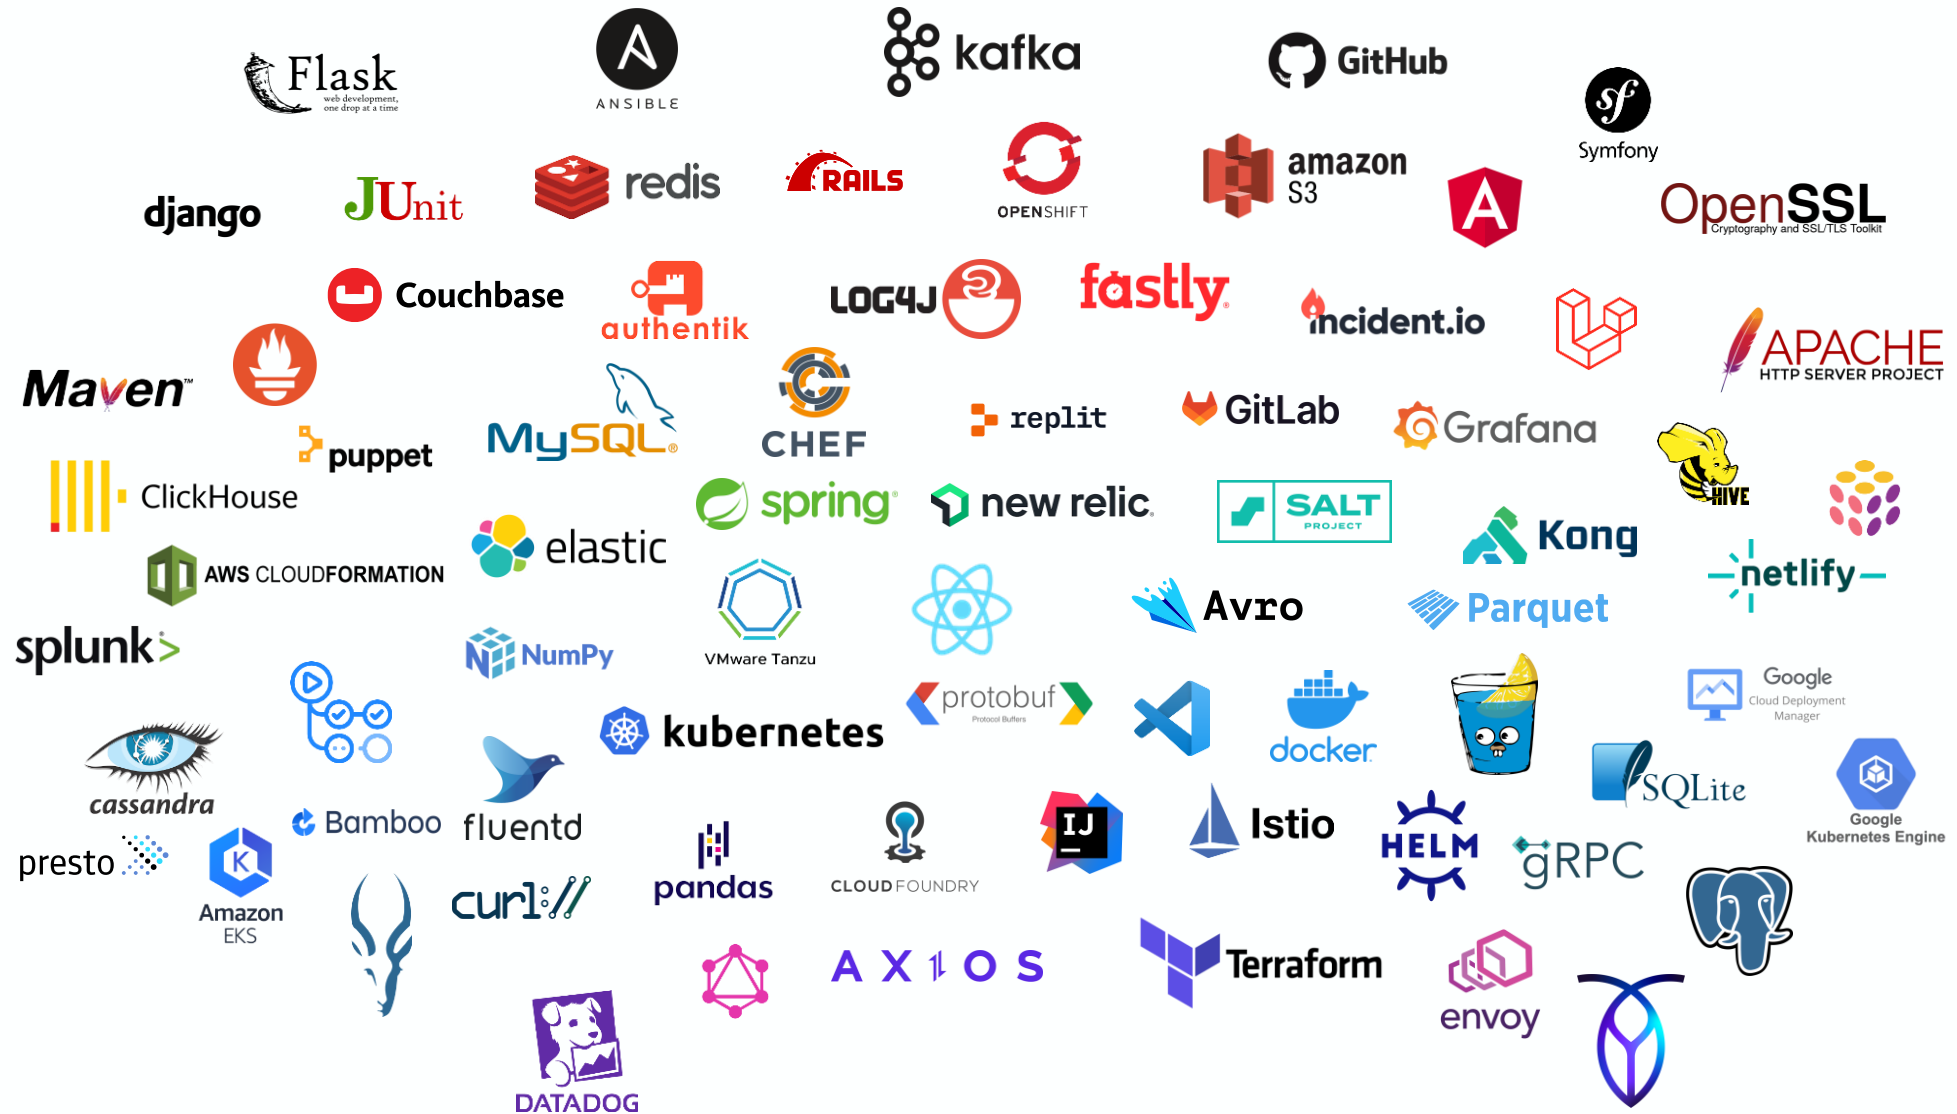 Flask
web development,
one drop at a time
ANSIBLE
kafka
GitHub
sf
Symfony
django
JUnit
redis
RAILS
OPENSHIFT
amazon
S3
A
OpenSSL
Cryptography and SSL/TLS Toolkit
Couchbase
authentik
LOG4J
fastly®
incident.io
APACHE
HTTP SERVER PROJECT
Maven™
puppet
MySQL®
CHEF
replit
GitLab
Grafana
HIVE
ClickHouse
spring®
new relic®
SALT
PROJECT
Kong
elastic
AWS CLOUDFORMATION
netlify
Avro
Parquet
splunk>
N
NumPy
VMware Tanzu
protobuf
Protocol Buffers
kubernetes
docker
Google
Cloud Deployment
Manager
cassandra
SQLite
Google
Kubernetes Engine
Bamboo
fluentd
IJ
Istio
HELM
gRPC
presto
K
Amazon
EKS
curl://
pandas
CLOUD FOUNDRY
AXIOS
Terraform
envoy
DATADOG